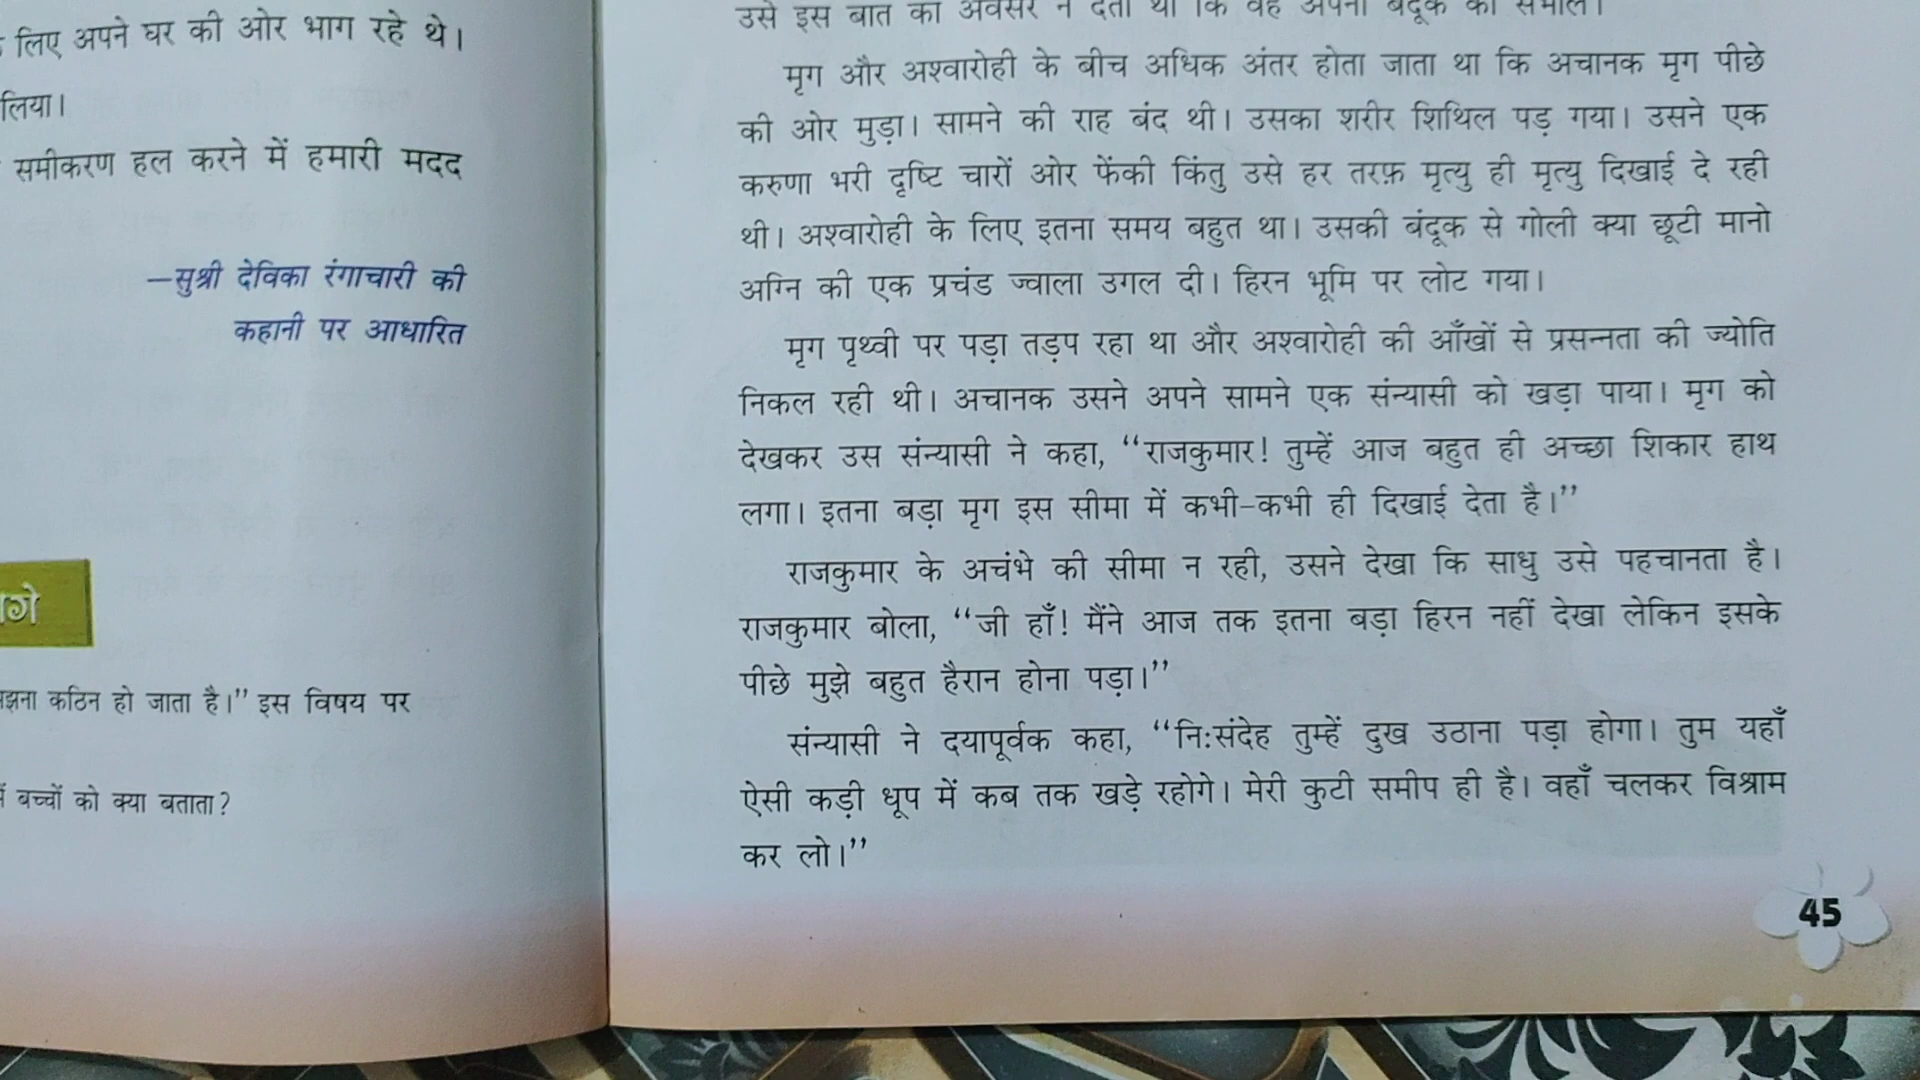 लिए अपने घर की ओर भाग रहे थे।
लिया।
समीकरण हल करने में हमारी मदद
—सुश्री देविका रंगाचारी की
कहानी पर आधारित
कठिन हो जाता है।” इस विषय पर
बच्चों को क्या बताता?
उसे इस बात का अवसर न देता था कि वह अपनी बंदूक को सँभाले।
मृग और अश्वारोही के बीच अधिक अंतर होता जाता था कि अचानक मृग पीछे
की ओर मुड़ा। सामने की राह बंद थी। उसका शरीर शिथिल पड़ गया। उसने एक
करुणा भरी दृष्टि चारों ओर फेंकी किंतु उसे हर तरफ़ मृत्यु ही मृत्यु दिखाई दे रही
थी। अश्वारोही के लिए इतना समय बहुत था। उसकी बंदूक से गोली क्या छूटी मानो
अग्नि की एक प्रचंड ज्वाला उगल दी। हिरन भूमि पर लोट गया।
मृग पृथ्वी पर पड़ा तड़प रहा था और अश्वारोही की आँखों से प्रसन्नता की ज्योति
निकल रही थी। अचानक उसने अपने सामने एक संन्यासी को खड़ा पाया। मृग को
देखकर उस संन्यासी ने कहा, “राजकुमार! तुम्हें आज बहुत ही अच्छा शिकार हाथ
लगा। इतना बड़ा मृग इस सीमा में कभी-कभी ही दिखाई देता है।”
राजकुमार के अचंभे की सीमा न रही, उसने देखा कि साधु उसे पहचानता है।
राजकुमार बोला, “जी हाँ! मैंने आज तक इतना बड़ा हिरन नहीं देखा लेकिन इसके
पीछे मुझे बहुत हैरान होना पड़ा।”
संन्यासी ने दयापूर्वक कहा, “नि:संदेह तुम्हें दुख उठाना पड़ा होगा। तुम यहाँ
ऐसी कड़ी धूप में कब तक खड़े रहोगे। मेरी कुटी समीप ही है। वहाँ चलकर विश्राम
कर लो।”
45